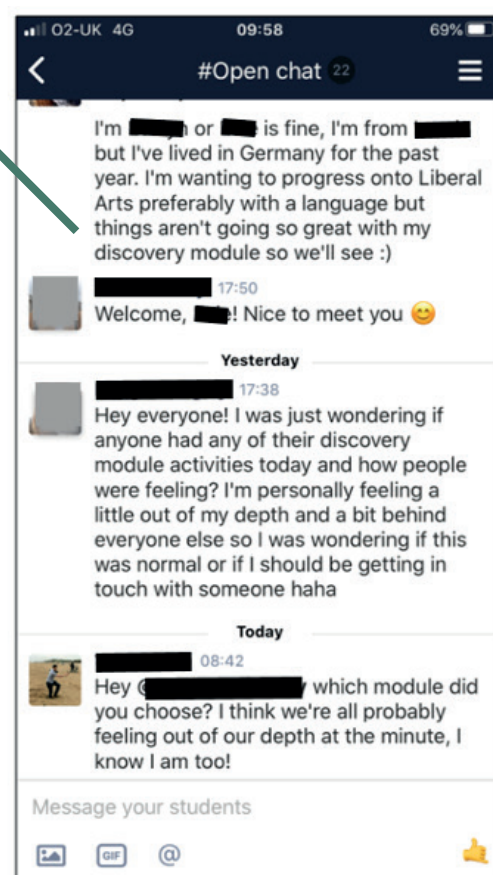 O2-UK 4G 09:58 69%
#Open chat 22
I'm or is fine, I'm from
but I've lived in Germany for the past
year. I'm wanting to progress onto Liberal
Arts preferably with a language but
things aren't going so great with my
discovery module so we'll see :)
17:50
Welcome, ! Nice to meet you 😊
Yesterday
17:38
Hey everyone! I was just wondering if
anyone had any of their discovery
module activities today and how people
were feeling? I'm personally feeling a
little out of my depth and a bit behind
everyone else so I was wondering if this
was normal or if I should be getting in
touch with someone haha
Today
08:42
Hey @ which module did
you choose? I think we're all probably
feeling out of our depth at the minute, I
know I am too!
Message your students
GIF @